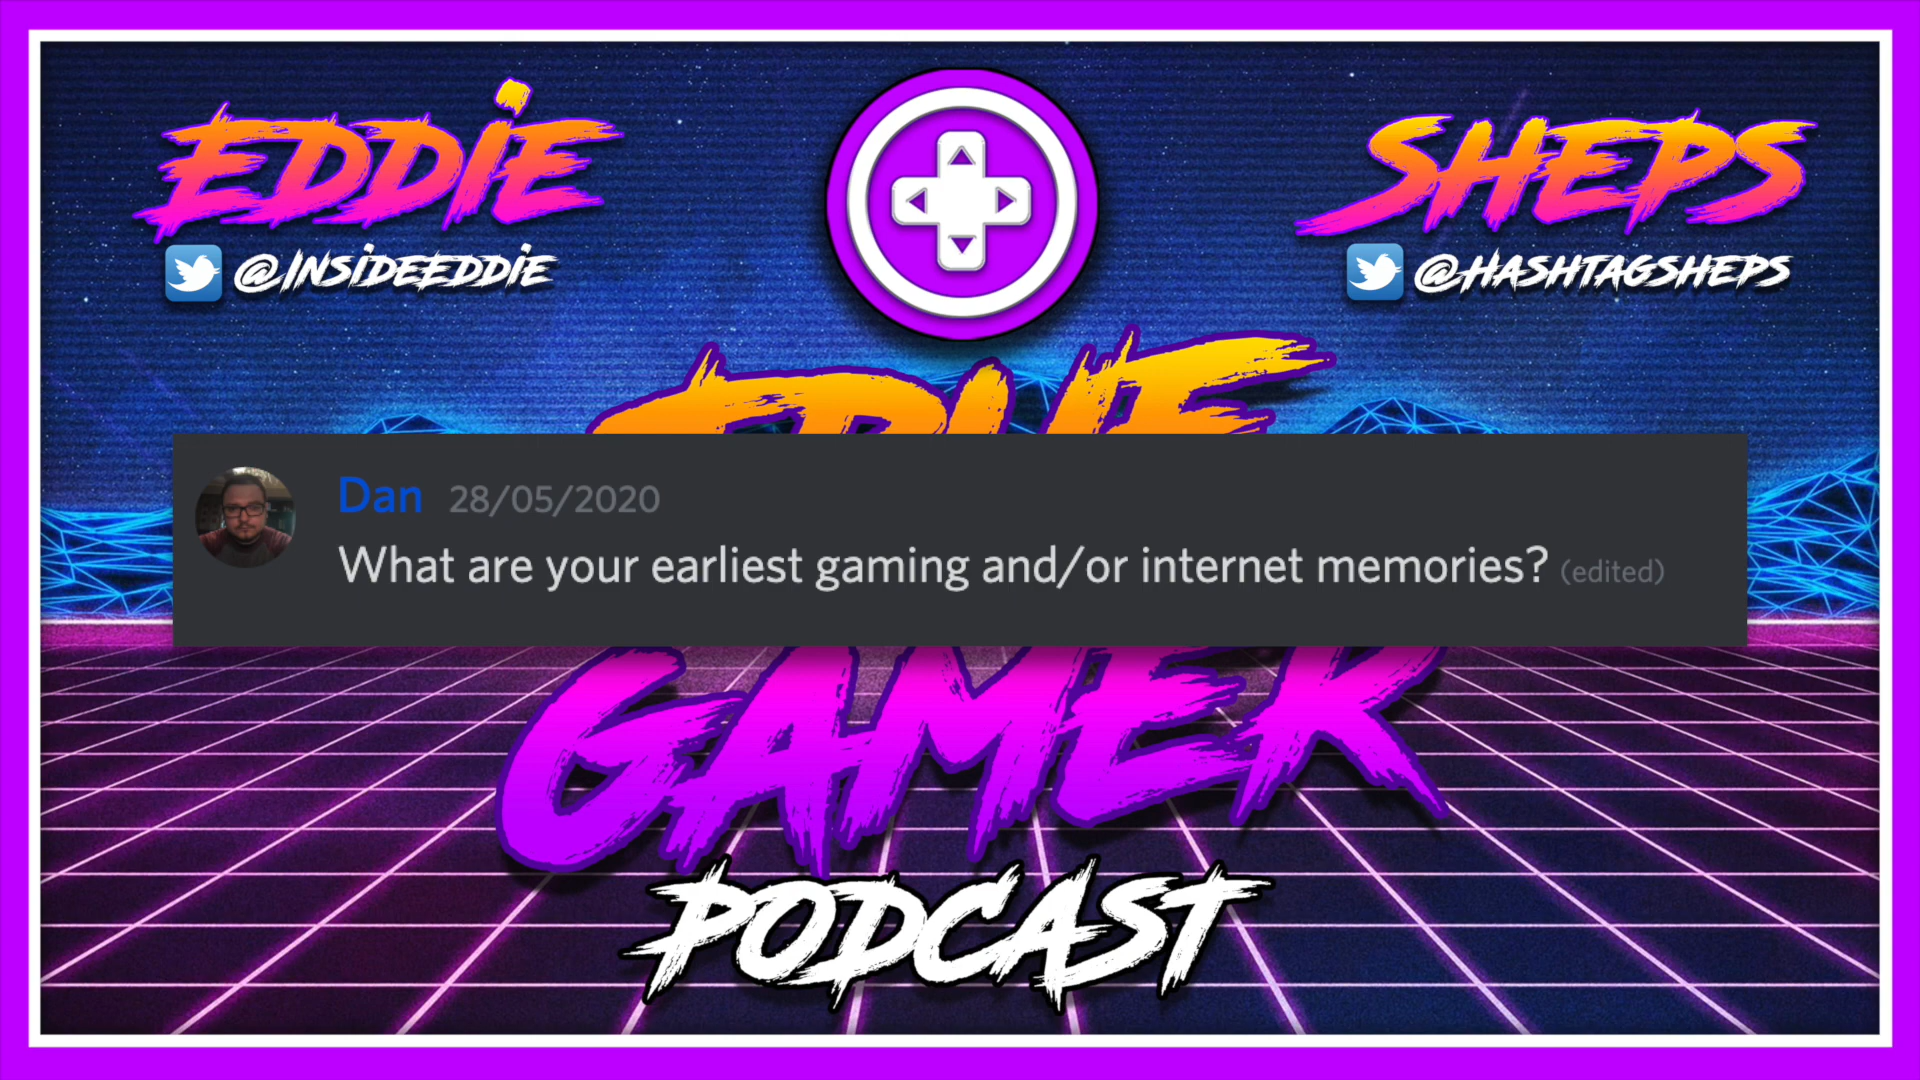 EDDIE
@INSIDEEDDIE
SHEPS
@HASHTAGSHEPS
Dan 28/05/2020
What are your earliest gaming and/or internet memories? (edited)
GAMER
PODCAST